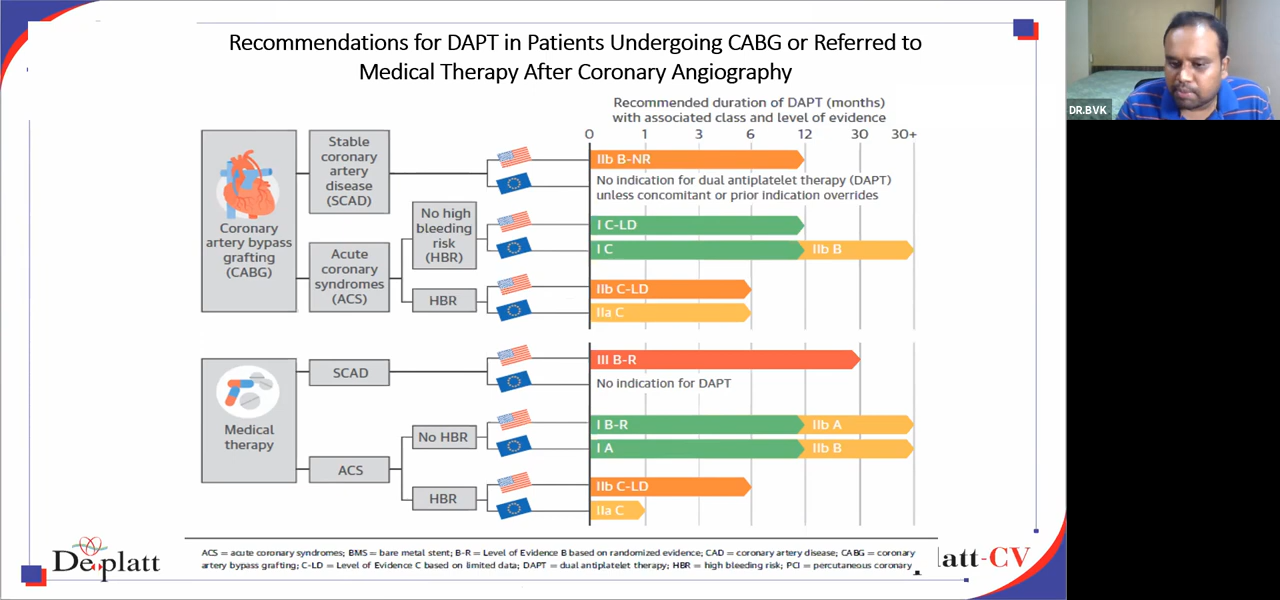 Recommendations for DAPT in Patients Undergoing CABG or Referred to
Medical Therapy After Coronary Angiography
DR.BVK
Recommended duration of DAPT (months)
with associated class and level of evidence
0 1 3 6 12 30 30+
Coronary
artery bypass
grafting
(CABG)
Stable
coronary
artery
disease
(SCAD)
IIb B-NR
No indication for dual antiplatelet therapy (DAPT)
unless concomitant or prior indication overrides
Acute
coronary
syndromes
(ACS)
No high
bleeding
risk
(HBR)
I C-LD
I C IIb B
HBR
IIb C-LD
IIa C
Medical
therapy
SCAD
III B-R
No indication for DAPT
ACS
No HBR
I B-R IIb A
I A IIb B
HBR
IIb C-LD
IIa C
ACS = acute coronary syndromes; BMS = bare metal stent; B-R = Level of Evidence B based on randomized evidence; CAD = coronary artery disease; CABG = coronary
artery bypass grafting; C-LD = Level of Evidence C based on limited data; DAPT = dual antiplatelet therapy; HBR = high bleeding risk; PCI = percutaneous coronary
Deplatt
latt-CV